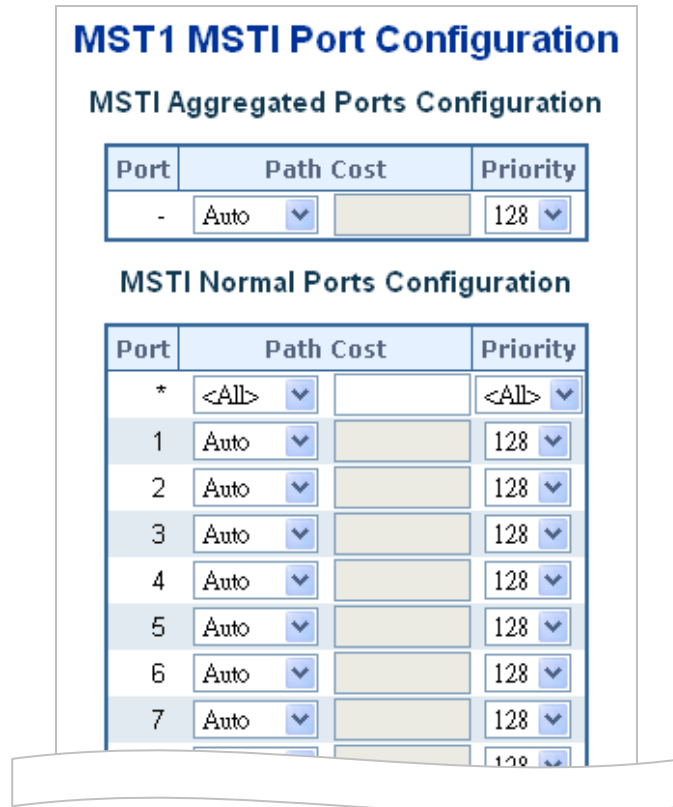 MST1 MSTI Port Configuration
MSTI Aggregated Ports Configuration
Port Path Cost Priority
- Auto 128
MSTI Normal Ports Configuration
Port Path Cost Priority
* <All> <All>
1 Auto 128
2 Auto 128
3 Auto 128
4 Auto 128
5 Auto 128
6 Auto 128
7 Auto 128
128